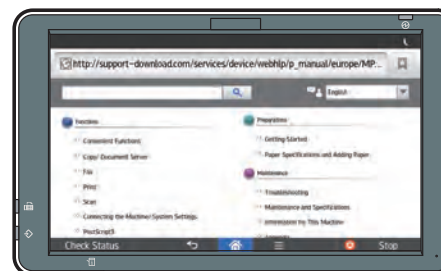 http://support-download.com/services/device/webhlp/p_manual/europe/MP...
English
Functions
Convenient Functions
Copy/ Document Server
Fax
Print
Scan
Connecting the Machine/ System Settings
PostScript3
Preparations
Getting Started
Paper Specifications and Adding Paper
Maintenance
Troubleshooting
Maintenance and Specifications
Information for This Machine
Check Status
Stop